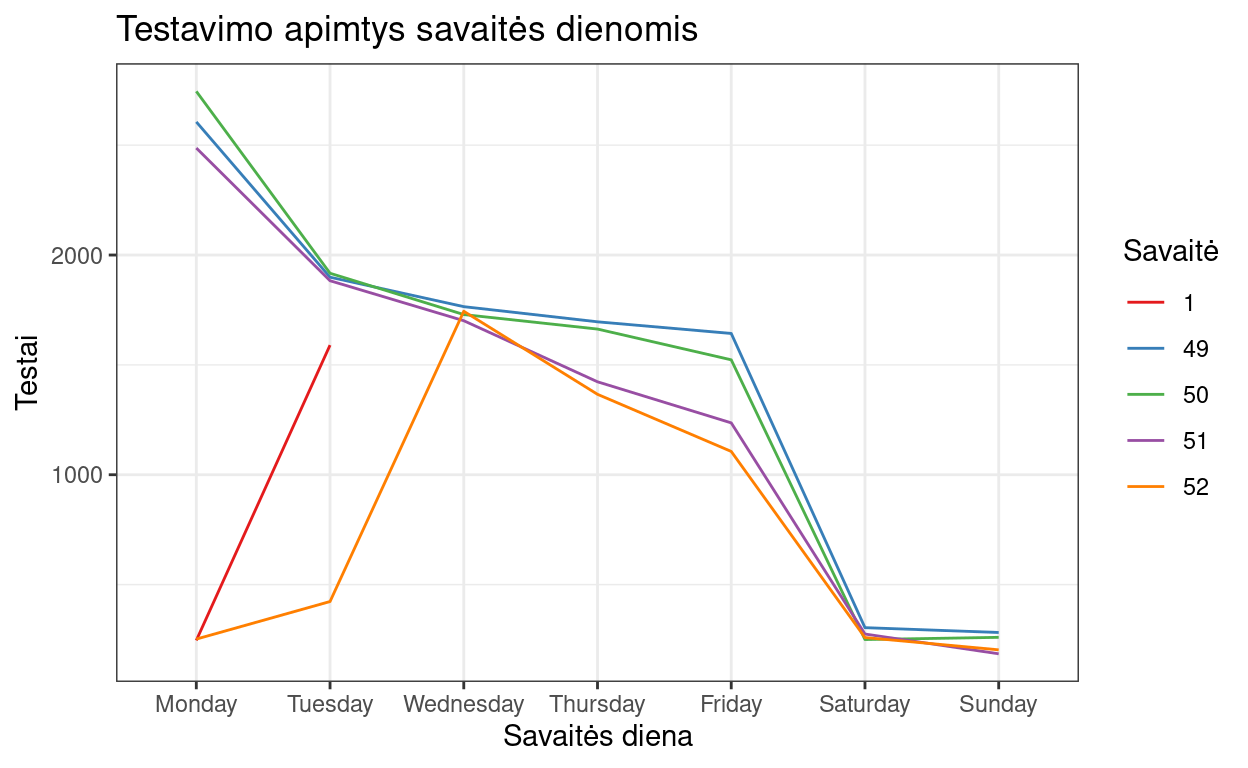 Testavimo apimtys savaitės dienomis
Testai
2000
1000
Monday Tuesday Wednesday Thursday Friday Saturday Sunday
Savaitės diena
Savaitė
1
49
50
51
52